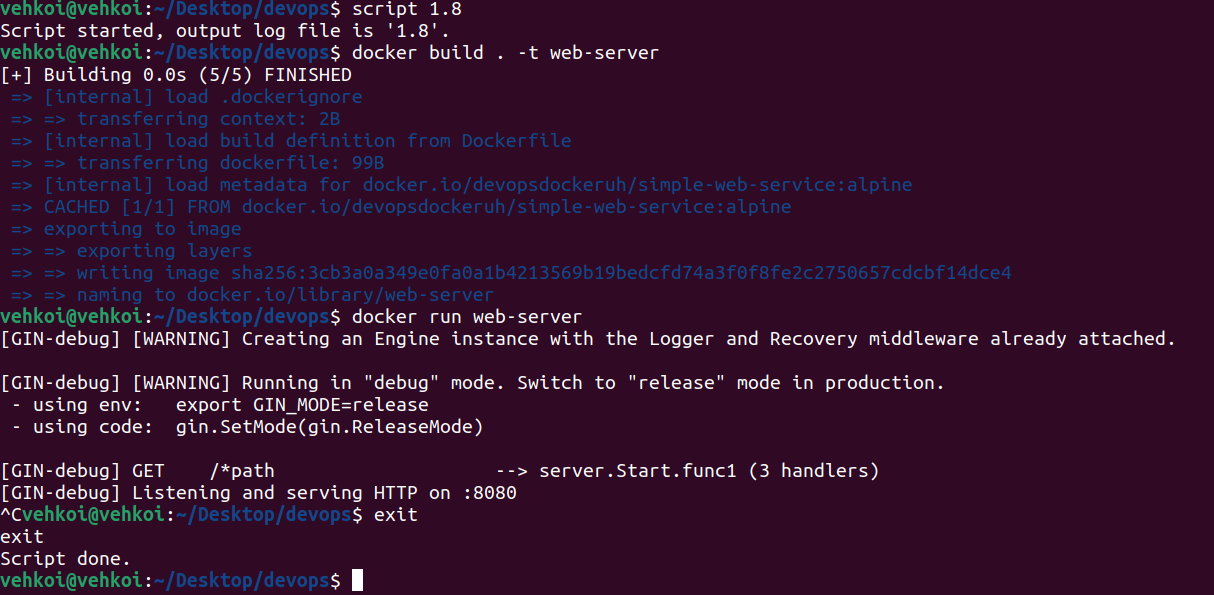 vehkoi@vehkoi:~/Desktop/devops$ script 1.8
Script started, output log file is '1.8'.
vehkoi@vehkoi:~/Desktop/devops$ docker build . -t web-server
[+] Building 0.0s (5/5) FINISHED
 => [internal] load .dockerignore
 => => transferring context: 2B
 => [internal] load build definition from Dockerfile
 => => transferring dockerfile: 99B
 => [internal] load metadata for docker.io/devopsdockeruh/simple-web-service:alpine
 => CACHED [1/1] FROM docker.io/devopsdockeruh/simple-web-service:alpine
 => exporting to image
 => => exporting layers
 => => writing image sha256:3cb3a0a349e0fa0a1b4213569b19bedcfd74a3f0f8fe2c2750657cdcbf14dce4
 => => naming to docker.io/library/web-server
vehkoi@vehkoi:~/Desktop/devops$ docker run web-server
[GIN-debug] [WARNING] Creating an Engine instance with the Logger and Recovery middleware already attached.

[GIN-debug] [WARNING] Running in "debug" mode. Switch to "release" mode in production.
 - using env:   export GIN_MODE=release
 - using code:  gin.SetMode(gin.ReleaseMode)

[GIN-debug] GET    /*path                    --> server.Start.func1 (3 handlers)
[GIN-debug] Listening and serving HTTP on :8080
^Cvehkoi@vehkoi:~/Desktop/devops$ exit
exit
Script done.
vehkoi@vehkoi:~/Desktop/devops$